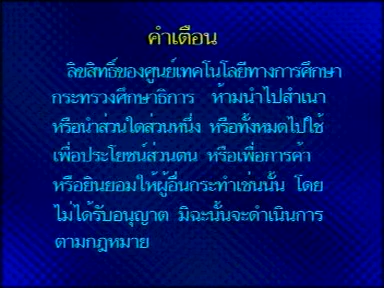 คำเดือน
ลิขสิทธิ์ของศูนย์เทคโนโลยีทางการศึกษา
กระทรวงศึกษาธิการ ห้ามนำไปสำเนา
หรือนำส่วนใดส่วนหนึ่ง หรือทั้งหมดไปใช้
เพื่อประโยชน์ส่วนตน หรือเพื่อการค้า
หรือยินยอมให้ผู้อื่นกระทำเช่นนั้น โดย
ไม่ได้รับอนุญาต มิฉะนั้นจะดำเนินการ
ตามกฎหมาย